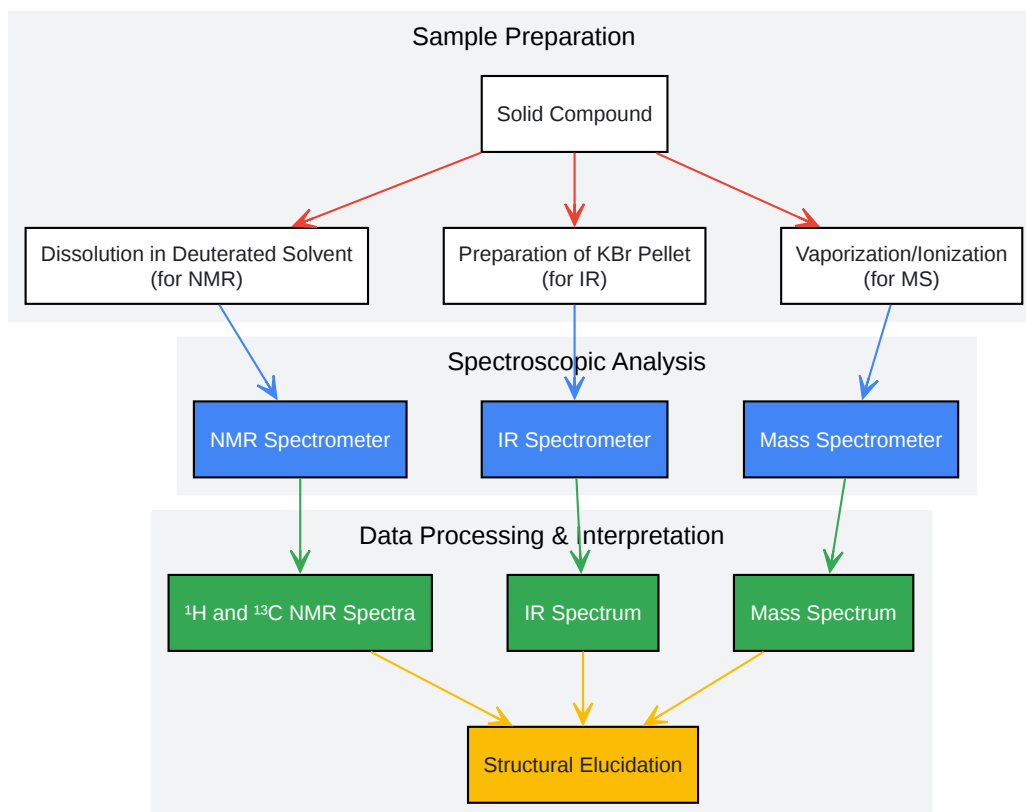 Sample Preparation
Solid Compound
Dissolution in Deuterated Solvent
(for NMR)
Preparation of KBr Pellet
(for IR)
Vaporization/Ionization
(for MS)
Spectroscopic Analysis
NMR Spectrometer
IR Spectrometer
Mass Spectrometer
Data Processing & Interpretation
¹H and ¹³C NMR Spectra
IR Spectrum
Mass Spectrum
Structural Elucidation